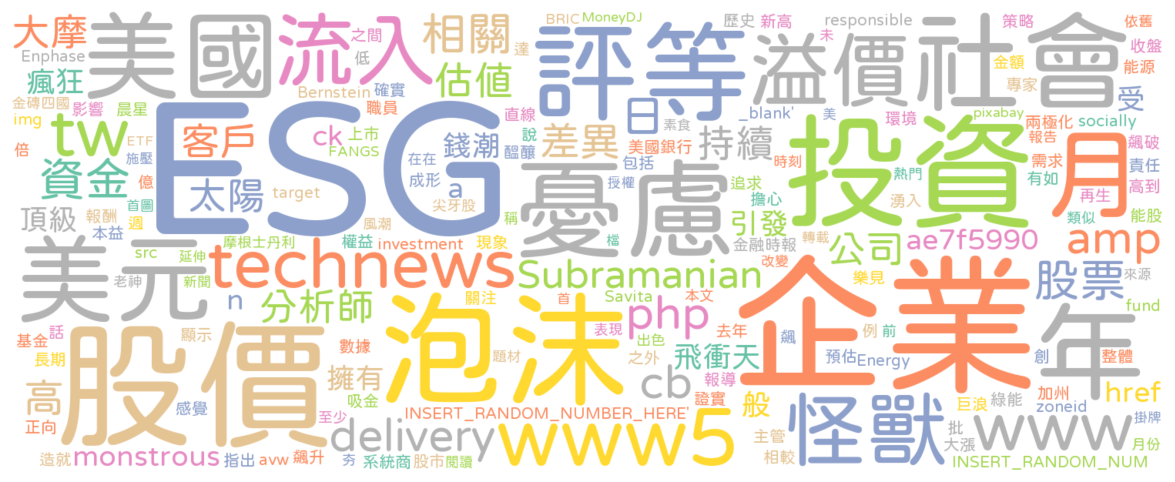 大摩 美國 流入 之間 相關 BRIC MoneyDJ 評等 歷史 新高 responsible 社會 策略 依舊
Enphase 低 達 未 溢價 金額 收盤
瘋狂 估值 專家 能源
金磚四國 影響 晨星 Bernstein 確實 職員 直線 日 _blank' 美 環境 pixabay 受
img tw ESG 客戶 ck 上市 錢潮 說 差異 素食 持續 投資 兩極化 socially 月
倍 ETF FANGS 醞釀 美國銀行 時刻 報告 飆破
施壓 資金 億 太陽 在在 a 包括 憂慮 熱門 需求 責任
首圖 週 target 成形 尖牙股 授權 追求 湧入 有如 再生 高到
頂級 報酬 風潮 稱 擔心 類似 能股
本益 摩根士丹利 權益 investment 現象 檔 引發 轉載 公司 ae7f5990 amp
美元 src 延伸 technews 金融時報 改變
老神 新聞 n 分析師 Subramanian 企業 樂見 股票 來源
關注 Savita 首 本文 fund
股價 基金 話 顯示 泡沫 php 出色 去年 飆 例 前 年 創
長期 數據 題材 表現 之外 飛衝天 預估 Energy 整體
高 感覺 擁有 吸金 cb 報導 加州 href
正向 至少 INSERT_RANDOM_NUMBER_HERE' 證實 般 怪獸 巨浪 綠能 zoneid
delivery www5 批 www 掛牌
造就 monstrous 指出 avw 飆升 夯 系統商 股市 閱讀 主管 大漲 月份
相較 INSERT_RANDOM_NUM